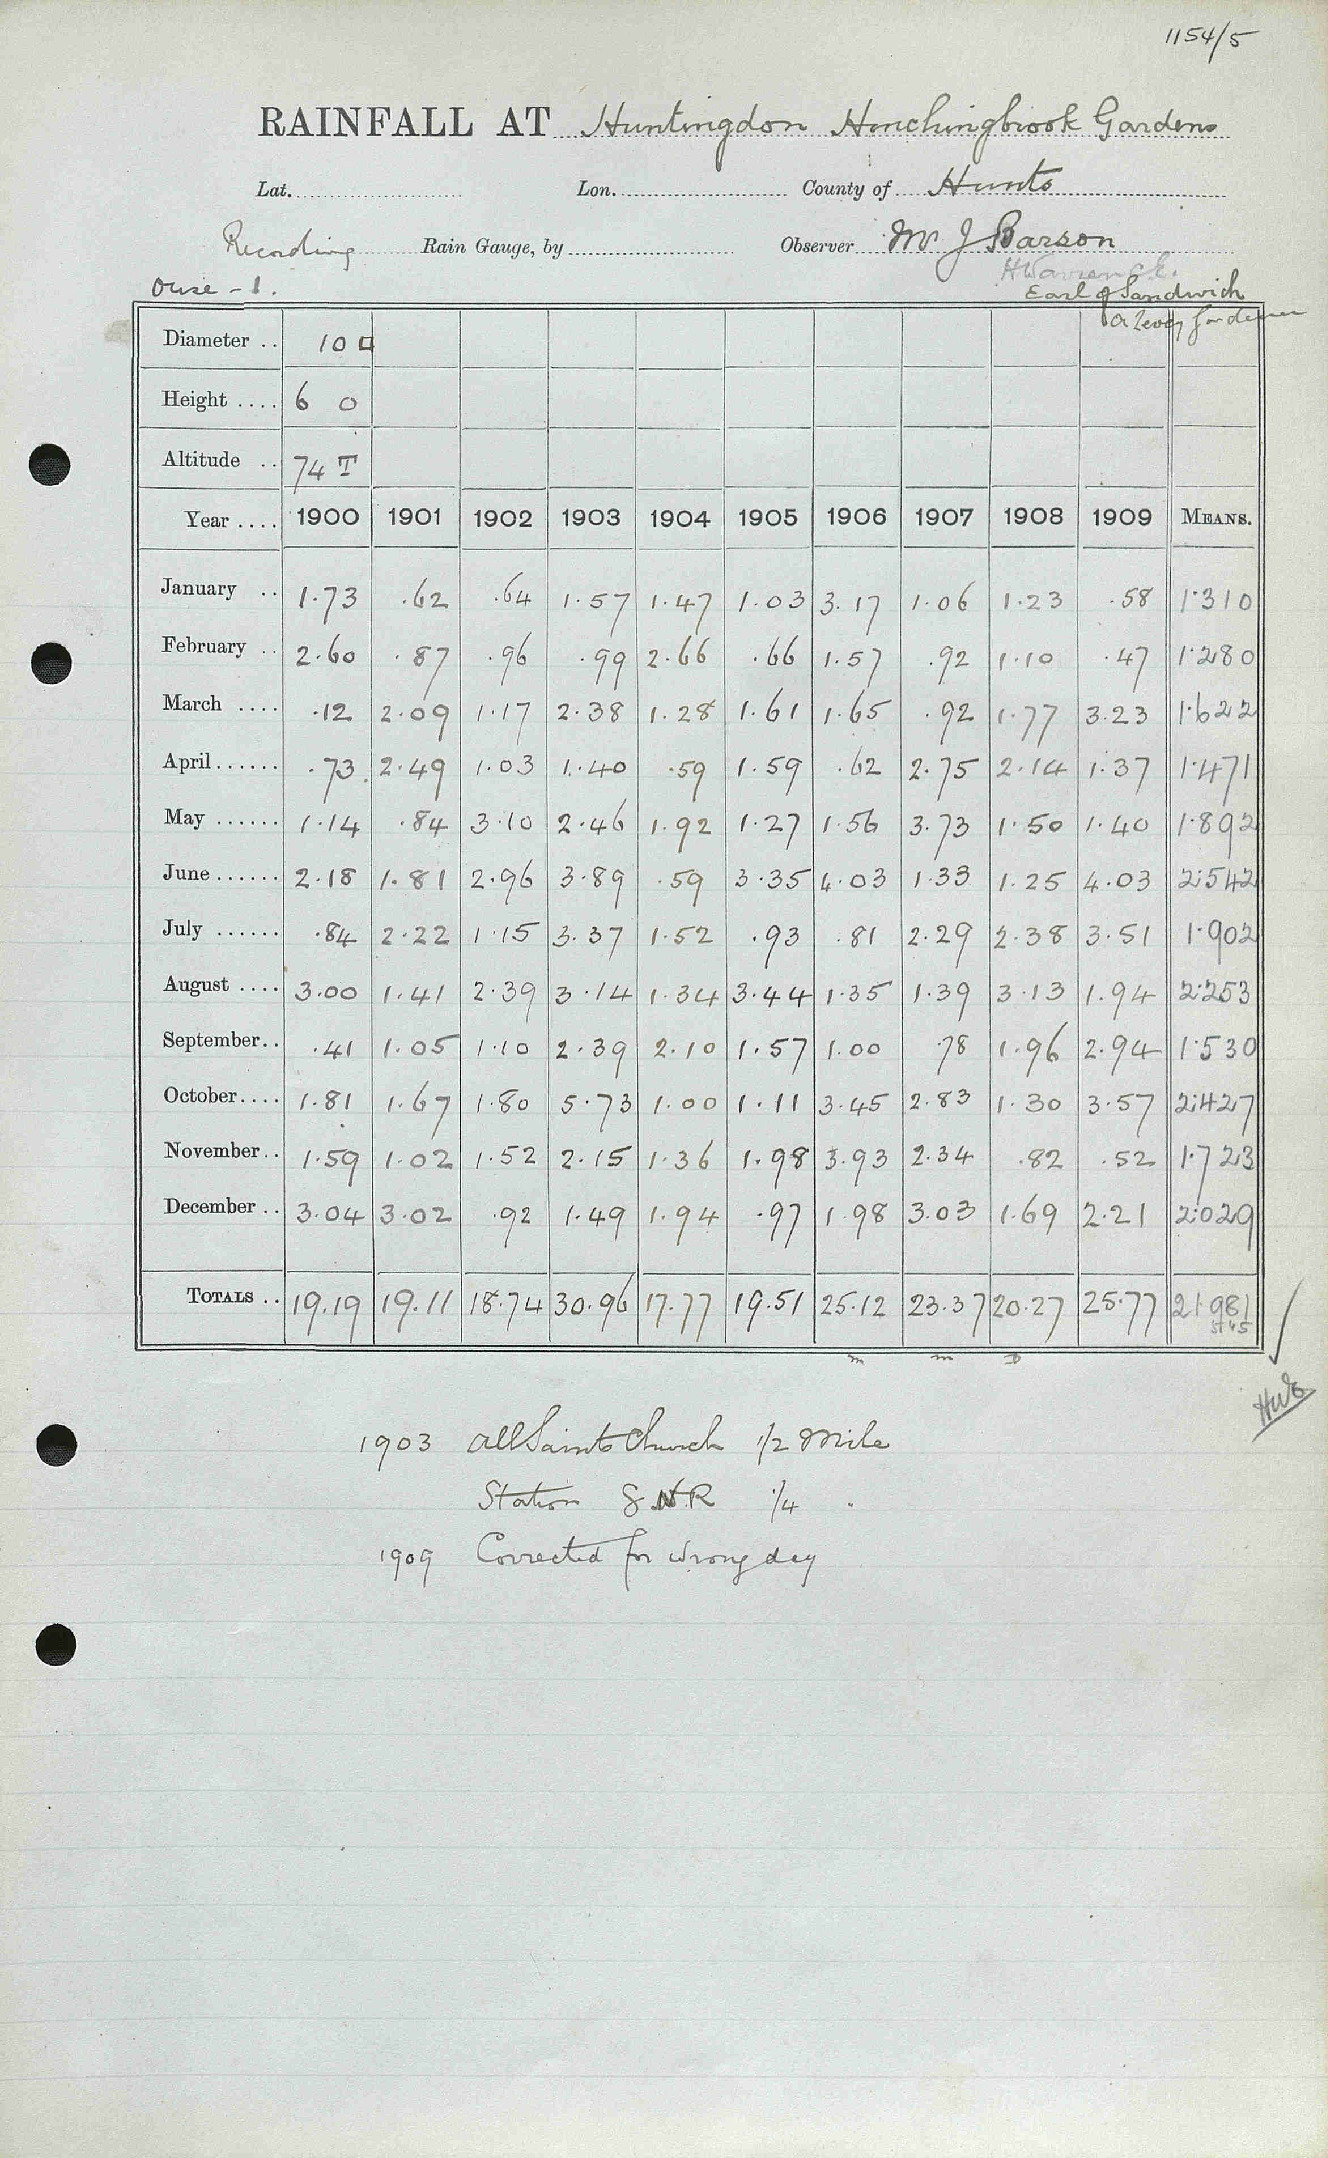 1154/5
RAINFALL AT Huntingdon Hinchingbrook Gardens
Lat. Lon. County of Hunts
Recording Rain Gauge, by Observer Mr J Barson
H Warren
Ouse - 1. Earl of Sandwich
Diameter .. 10 □
Height .... 6 0
Altitude .. 74 T
Year .... 1900 1901 1902 1903 1904 1905 1906 1907 1908 1909 MEANS.
January .. 1.73 .62 .64 1.57 1.47 1.03 3.17 1.06 1.23 .58 1.310
February .. 2.60 .87 .96 .99 2.66 .66 1.57 .92 1.10 .47 1.280
March .... .12 2.09 1.17 2.38 1.28 1.61 1.65 .92 1.77 3.23 1.622
April ...... .73 2.49 1.03 1.40 .59 1.59 .62 2.75 2.14 1.37 1.471
May ...... 1.14 .84 3.10 2.46 1.92 1.27 1.56 3.73 1.50 1.40 1.892
June ...... 2.18 1.81 2.96 3.89 .59 3.35 4.03 1.33 1.25 4.03 2.542
July ...... .84 2.22 1.15 3.37 1.52 .93 .81 2.29 2.38 3.51 1.902
August .... 3.00 1.41 2.39 3.14 1.34 3.44 1.35 1.39 3.13 1.94 2.253
September .. .41 1.05 1.10 2.39 2.10 1.57 1.00 .78 1.96 2.94 1.530
October .... 1.81 1.67 1.80 5.73 1.00 1.11 3.45 2.83 1.30 3.57 2.427
November .. 1.59 1.02 1.52 2.15 1.36 1.98 3.93 2.34 .82 .52 1.723
December .. 3.04 3.02 .92 1.49 1.94 .97 1.98 3.03 1.69 2.21 2.029
TOTALS .. 19.19 19.11 18.74 30.96 17.77 19.51 25.12 23.37 20.27 25.77 21.981
m m D
1903 All Saints Church 1/2 Mile
Station G N R 1/4 "
1909 Corrected for wrong day